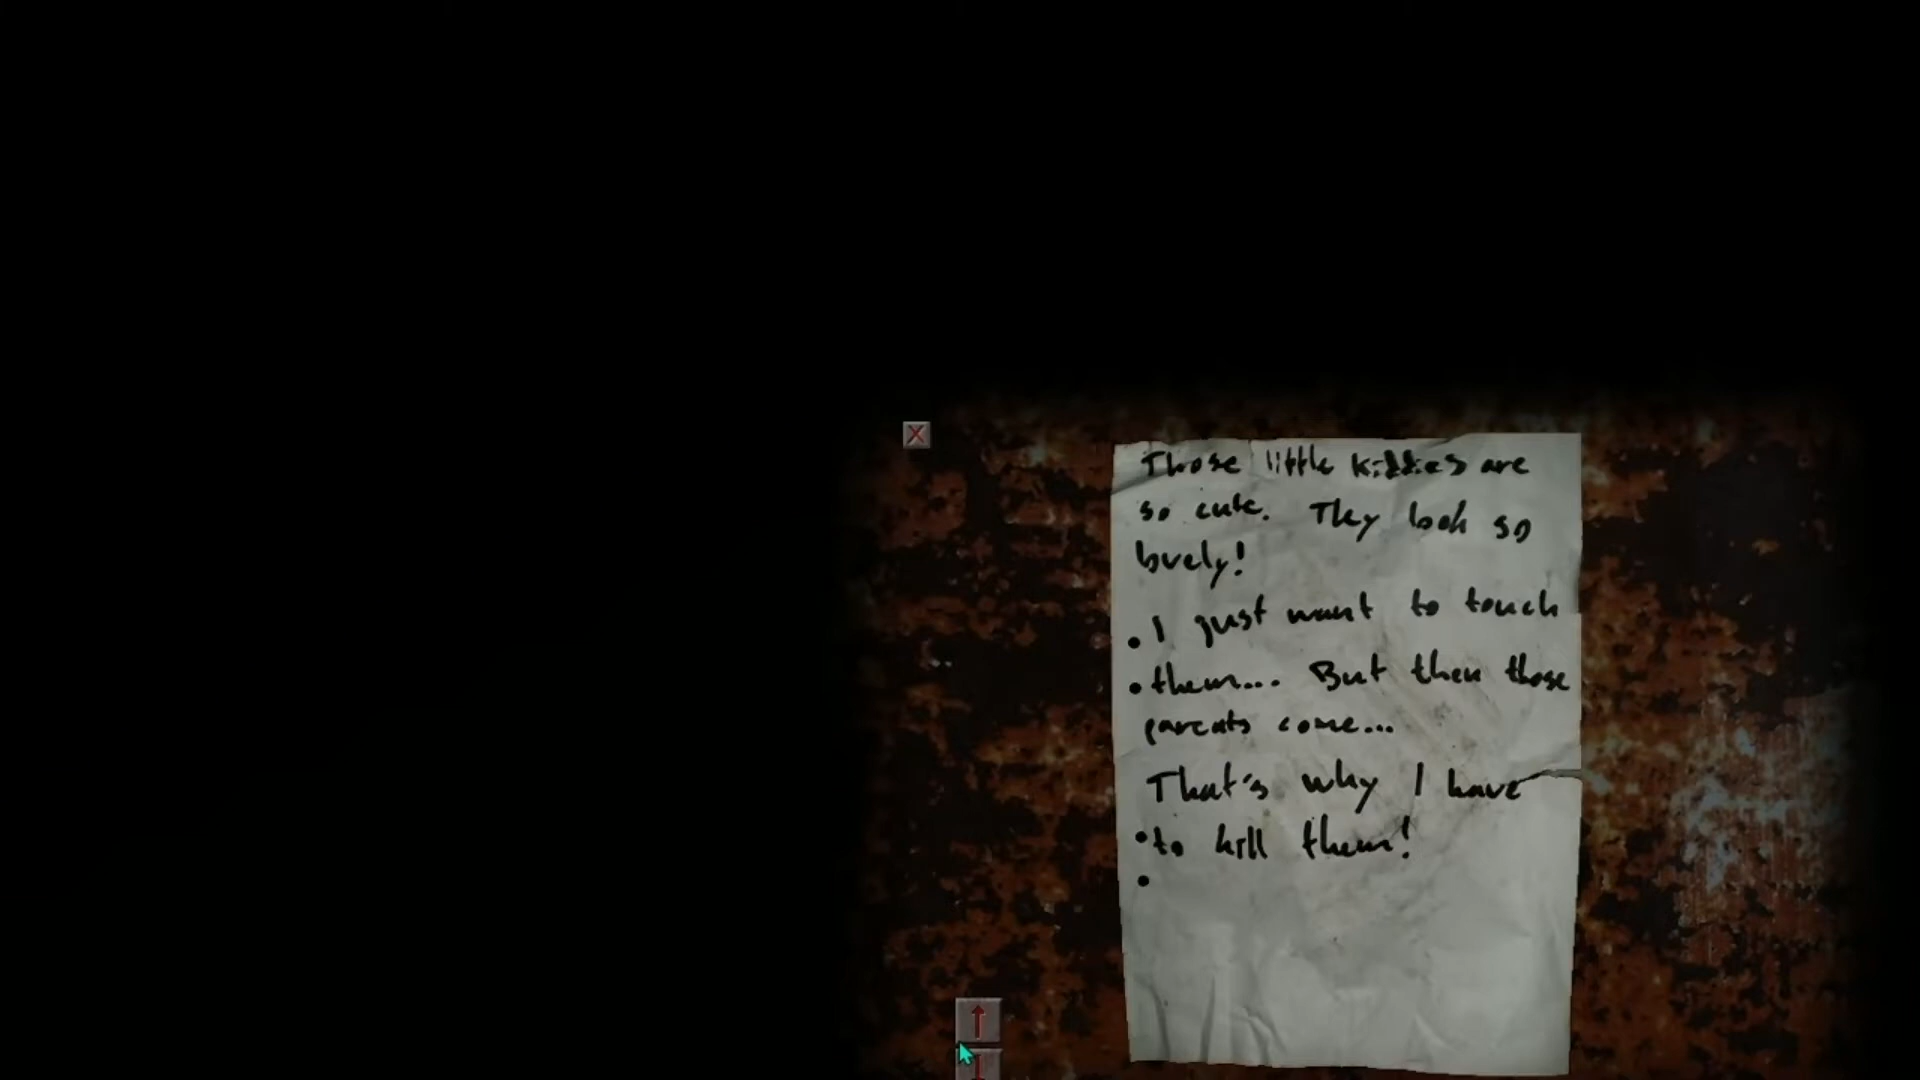 Those little kiddies are
so cute. They look so
lovely!
I just want to touch
them... But then those
parents come...
That's why I have
to kill them!